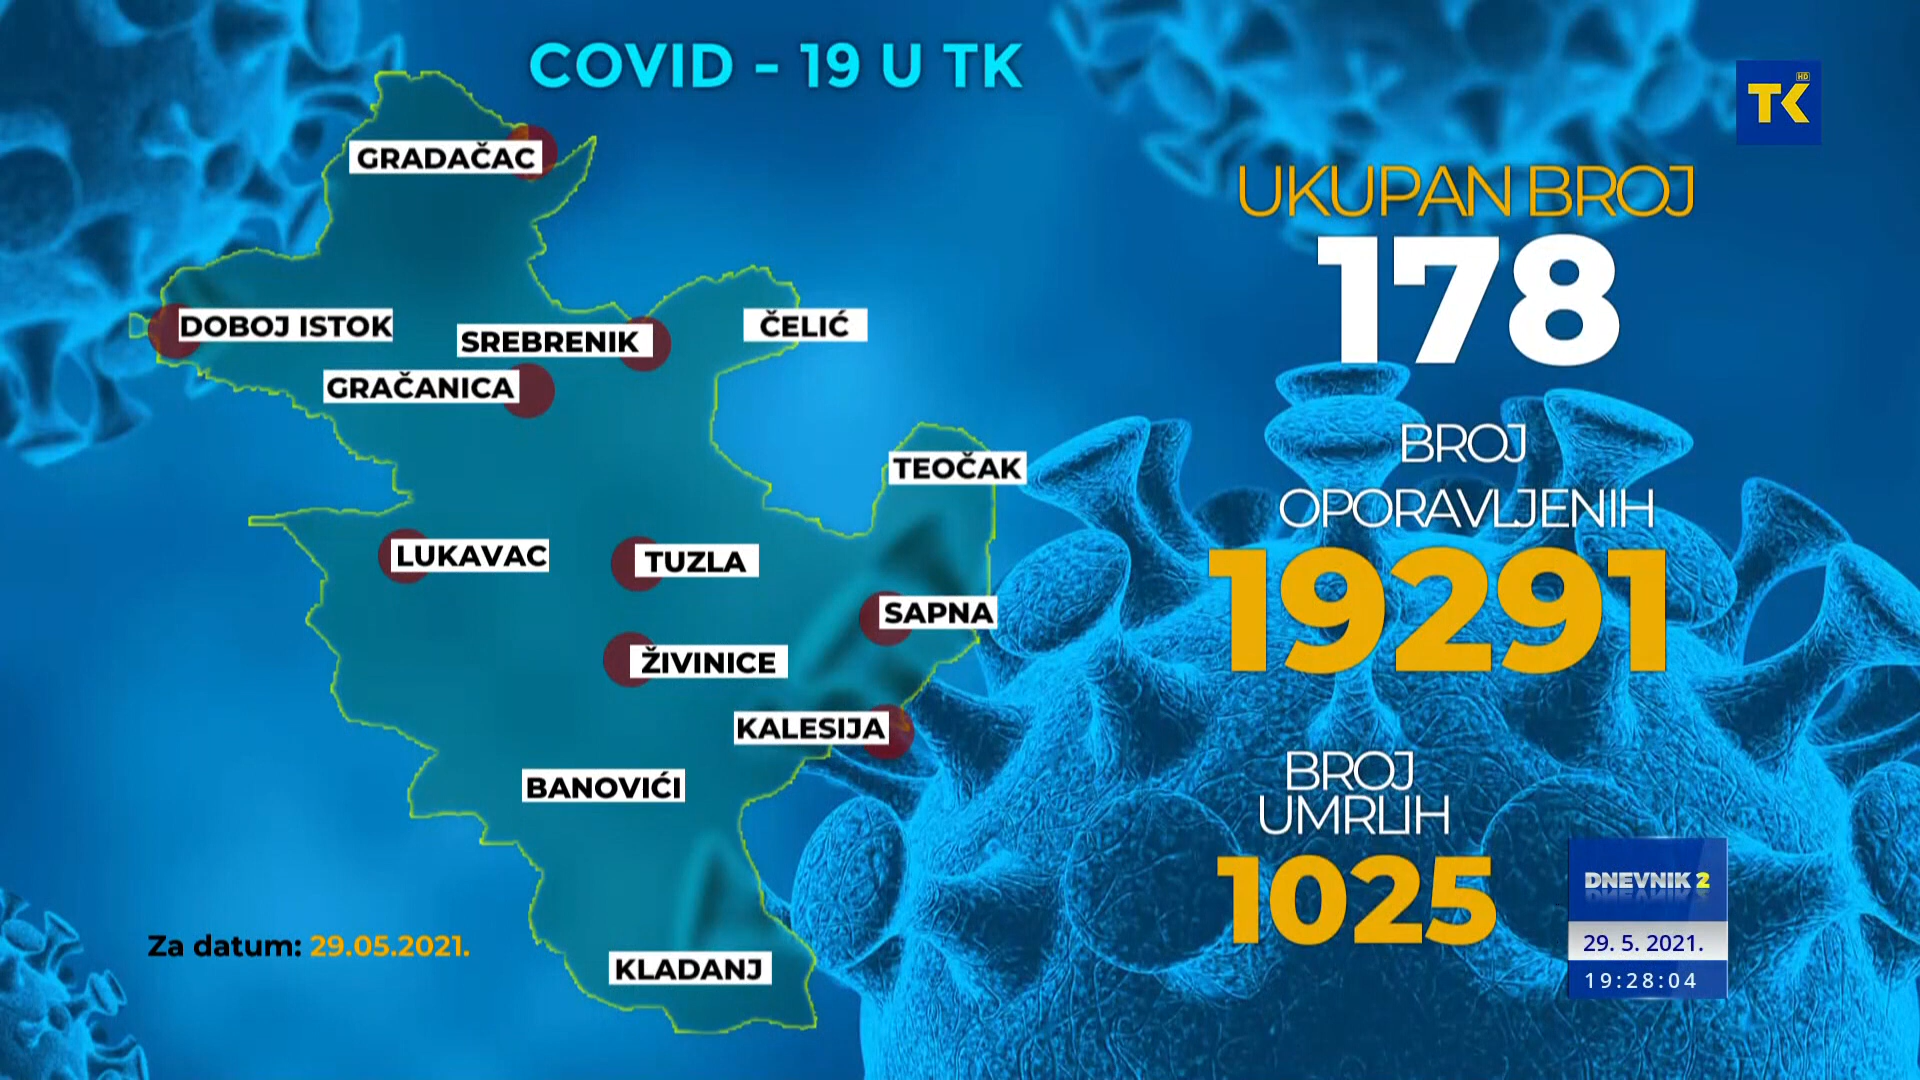 COVID - 19 U TK
TK HD
GRADAČAC
DOBOJ ISTOK
SREBRENIK
ČELIĆ
GRAČANICA
TEOČAK
LUKAVAC
TUZLA
SAPNA
ŽIVINICE
KALESIJA
BANOVIĆI
KLADANJ
Za datum: 29.05.2021.
UKUPAN BROJ
178
BROJ
OPORAVLJENIH
19291
BROJ
UMRLIH
1025
DNEVNIK 2
29. 5. 2021.
19:28:04